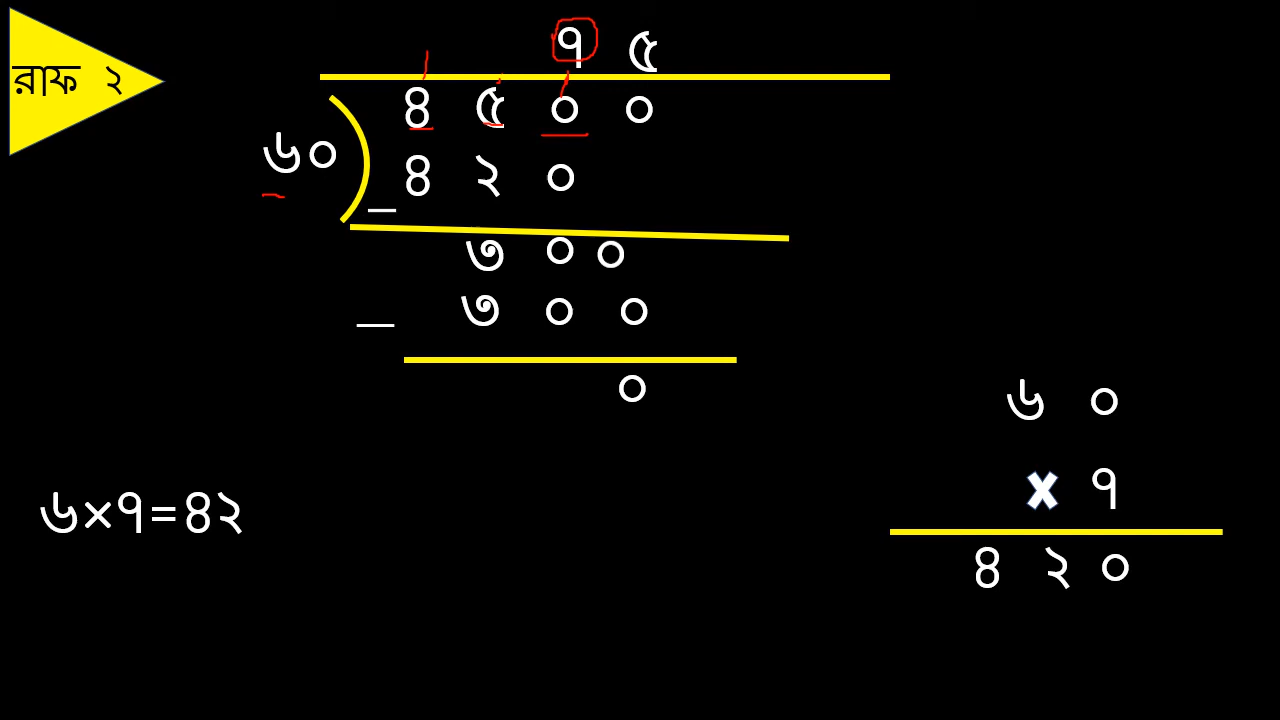 রাফ ২
৭ ৫
৪ ৫ ০ ০
৬০
৪ ২ ০
—
৩ ০ ০
— ৩ ০ ০
০
৬ ০
× ৭
৬×৭=৪২
৪ ২ ০